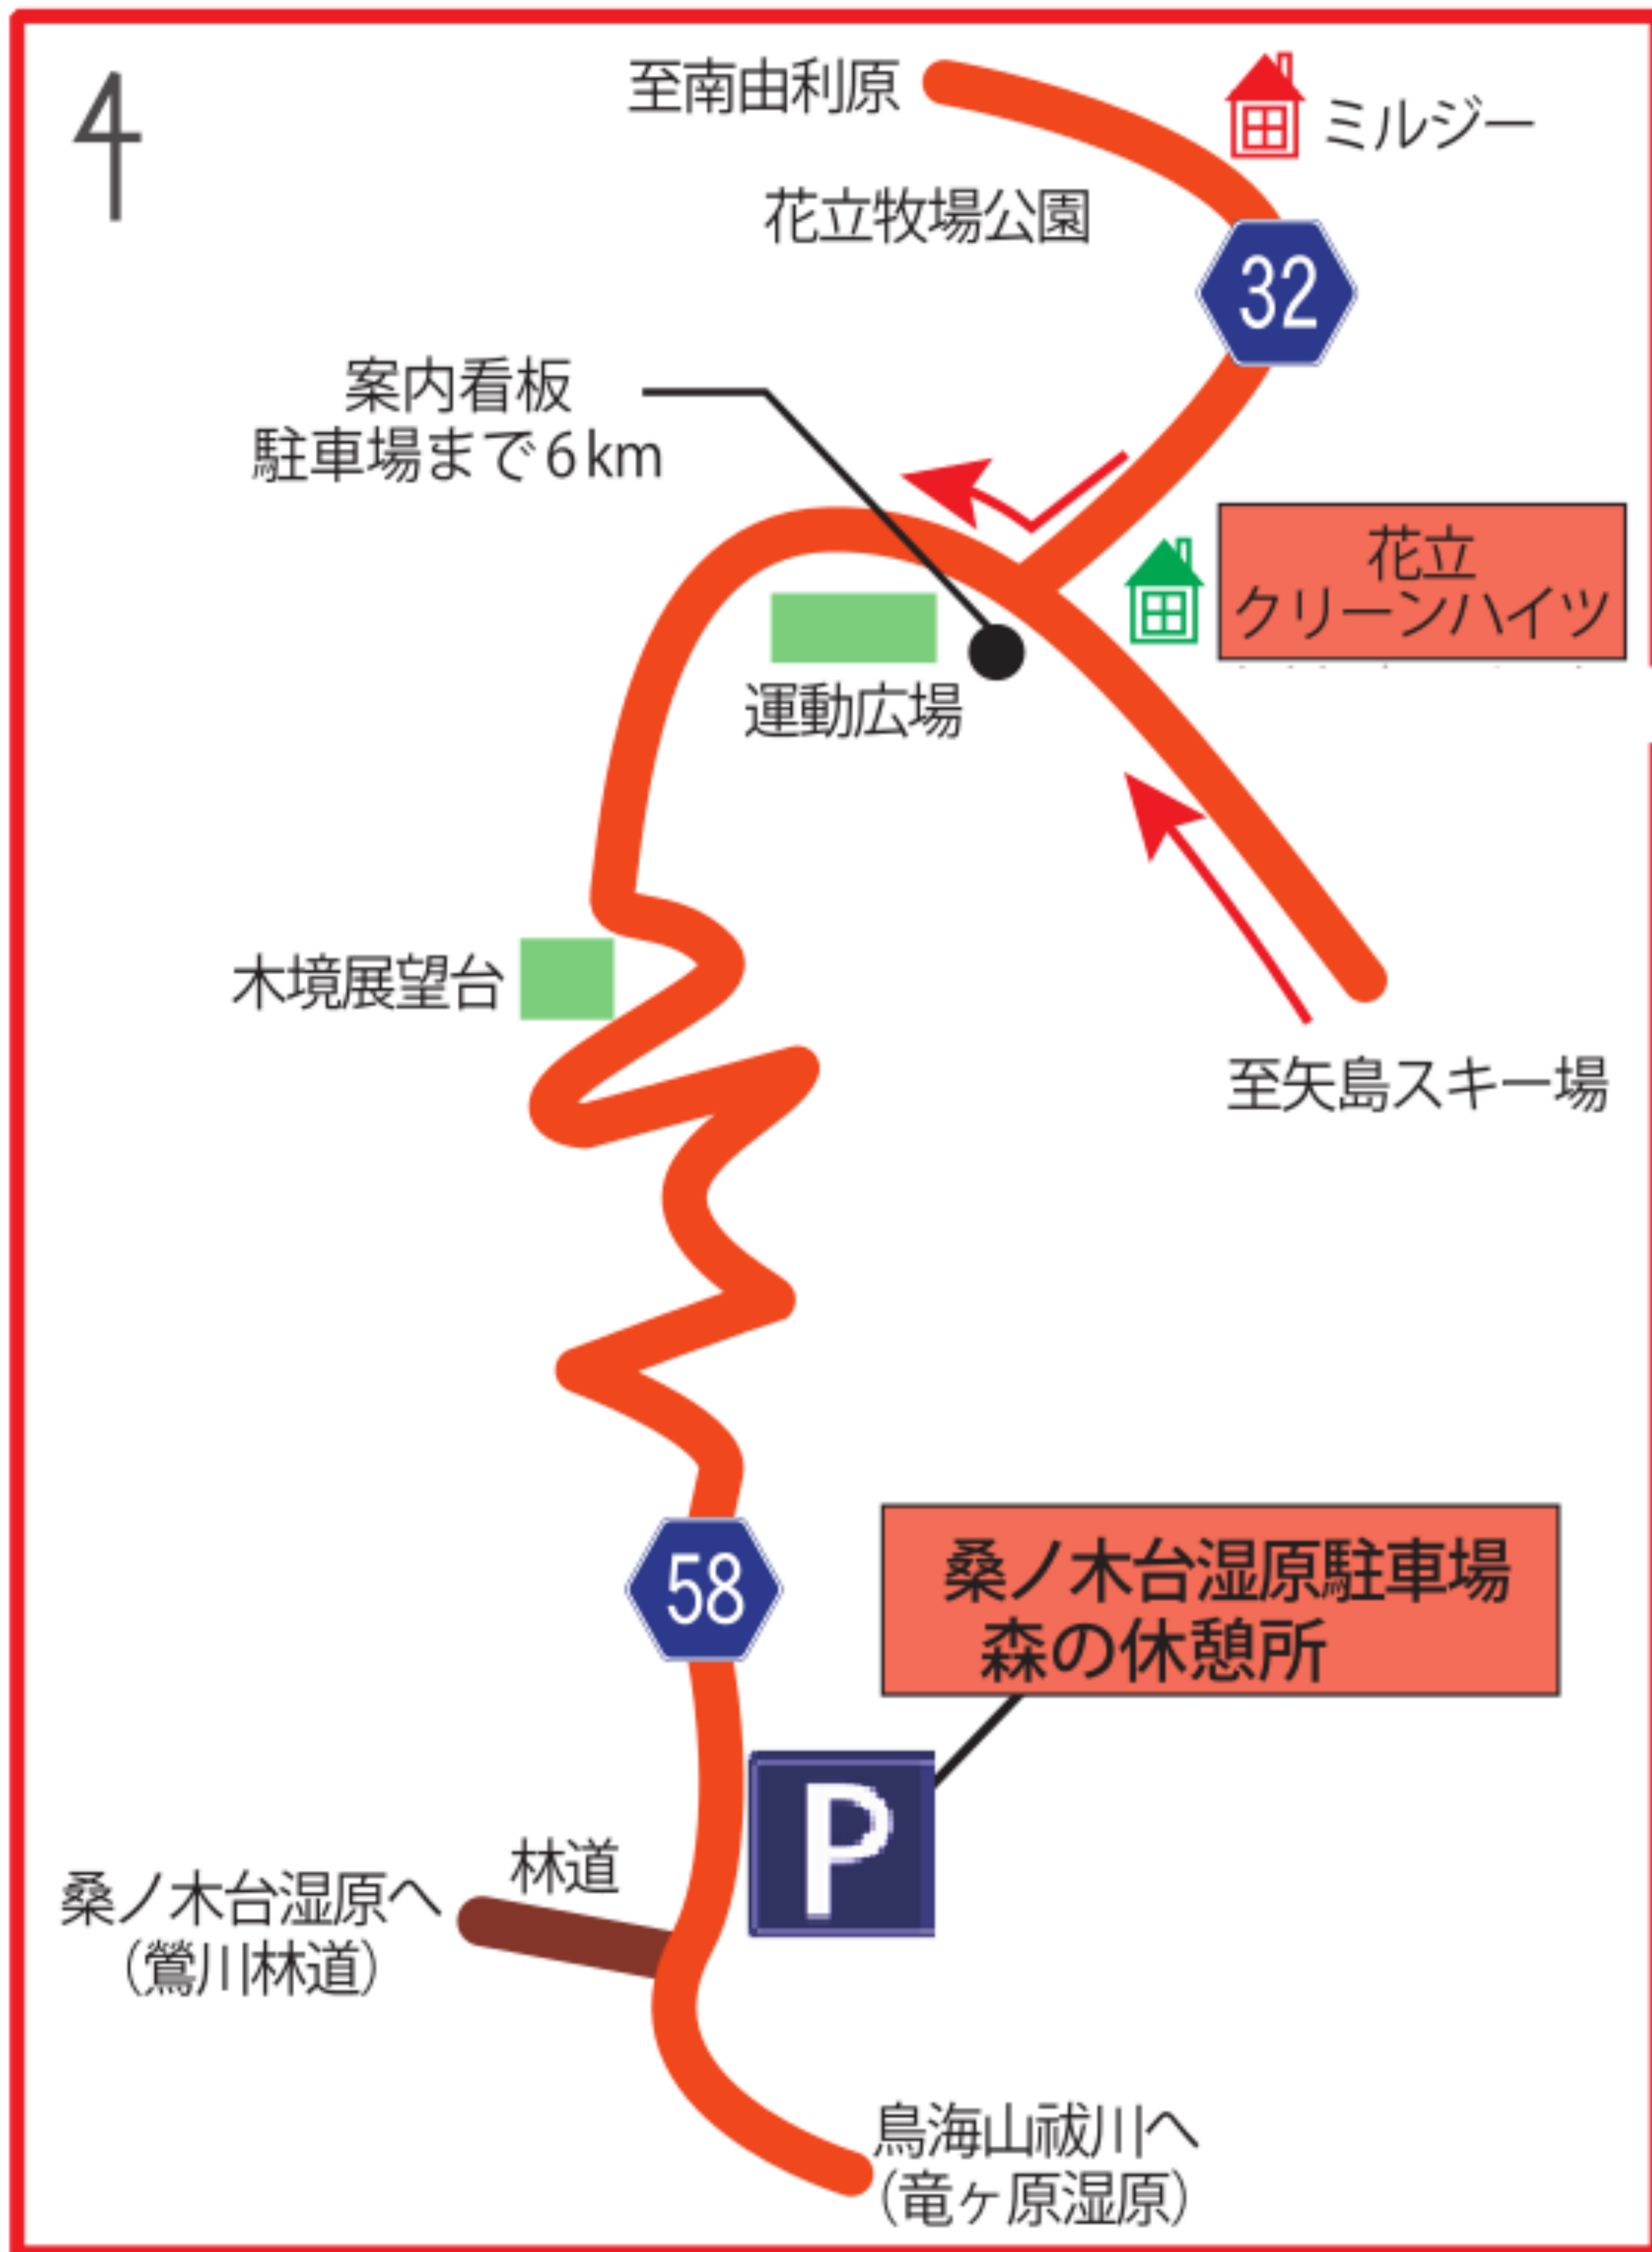 至南由利原
ミルジー
花立牧場公園
32
案内看板
駐車場まで6km
花立
クリーンハイツ
運動広場
木境展望台
至矢島スキー場
58
桑ノ木台湿原駐車場
森の休憩所
P
林道
桑ノ木台湿原へ
（鶯川林道）
鳥海山祓川へ
（竜ヶ原湿原）